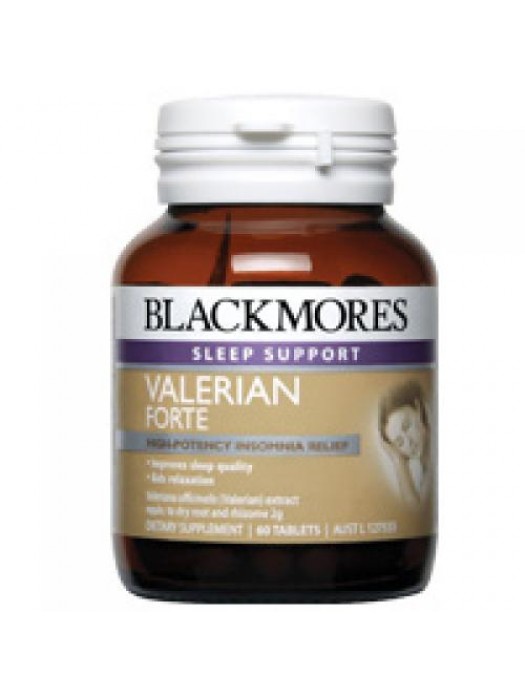 BLACKMORES
SLEEP SUPPORT
VALERIAN
FORTE
HIGH-POTENCY INSOMNIA RELIEF
• Improves sleep quality
• Aids relaxation
Valeriana officinalis (Valerian) extract
equiv. to dry root and rhizome 2g
DIETARY SUPPLEMENT | 60 TABLETS | AUST L